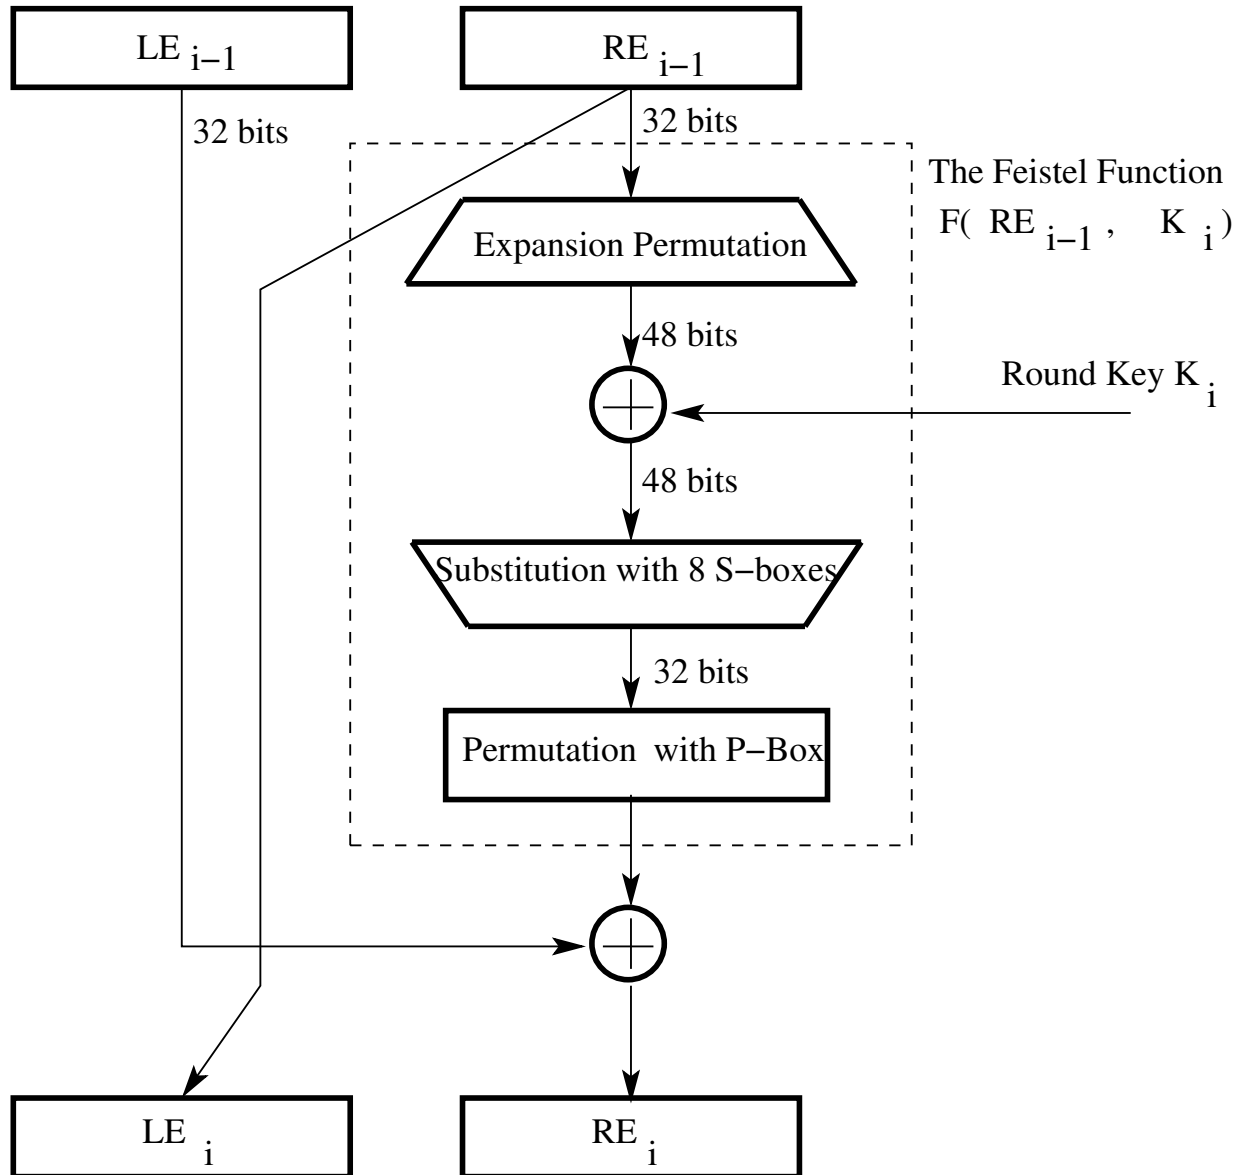 LE i−1
RE i−1
32 bits
32 bits
The Feistel Function
F( RE i−1 , K i )
Expansion Permutation
48 bits
Round Key K i
48 bits
Substitution with 8 S−boxes
32 bits
Permutation with P−Box
LE i
RE i